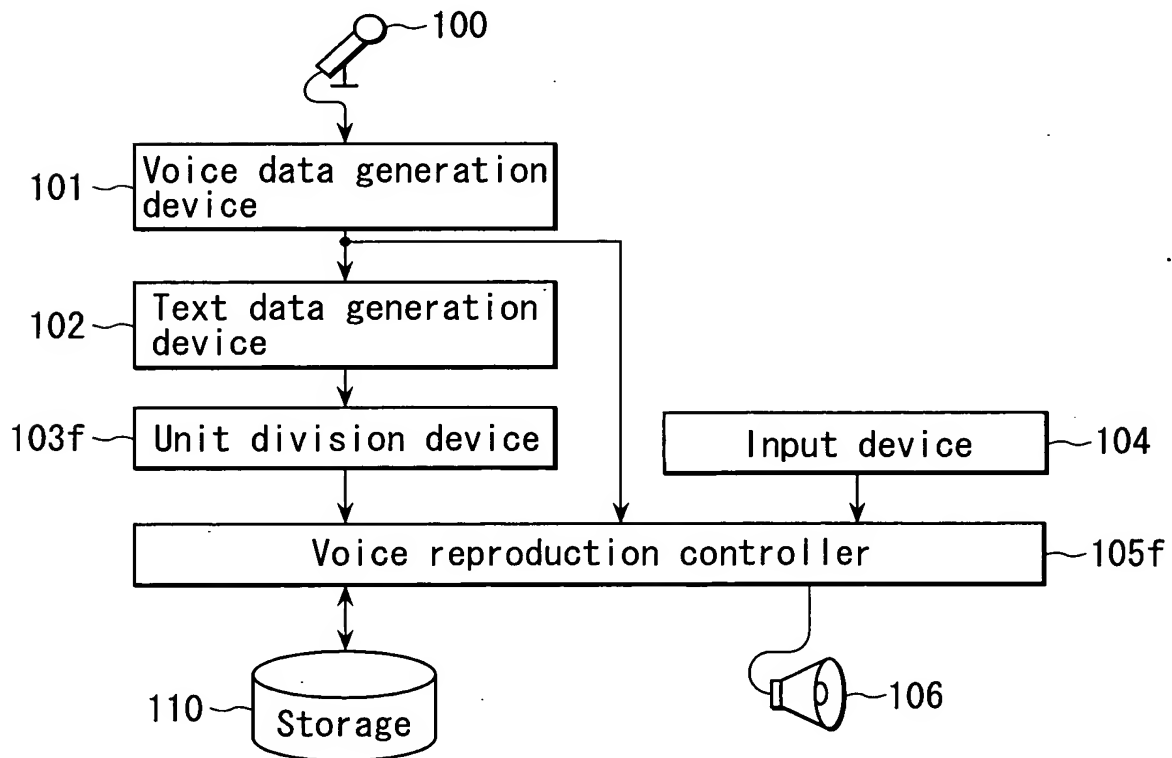 100
101
Voice data generation
device
102
Text data generation
device
103f
Unit division device
Input device
104
Voice reproduction controller
105f
110
Storage
106